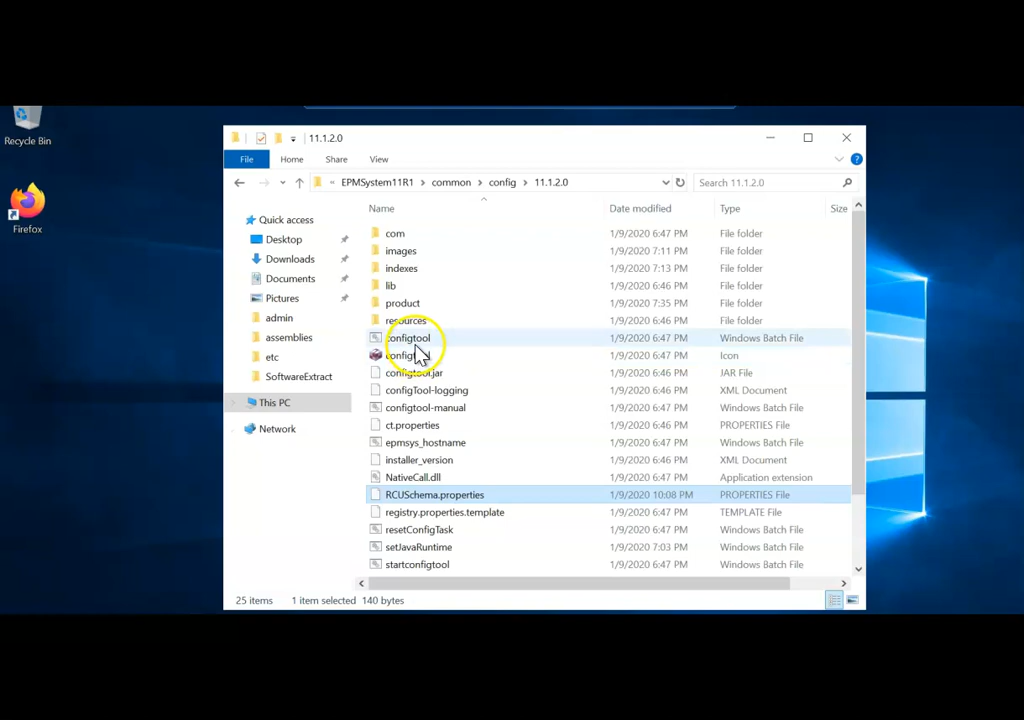 Recycle Bin
Firefox
11.1.2.0
File Home Share View
« EPMSystem11R1 > common > config > 11.1.2.0
Search 11.1.2.0
Quick access
Desktop
Downloads
Documents
Pictures
admin
assemblies
etc
SoftwareExtract
This PC
Network
Name Date modified Type Size
com 1/9/2020 6:47 PM File folder
images 1/9/2020 7:11 PM File folder
indexes 1/9/2020 7:13 PM File folder
lib 1/9/2020 6:46 PM File folder
product 1/9/2020 7:35 PM File folder
resources 1/9/2020 6:46 PM File folder
configtool 1/9/2020 6:47 PM Windows Batch File
1/9/2020 6:47 PM Icon
configtool.jar 1/9/2020 6:47 PM JAR File
configTool-logging 1/9/2020 6:47 PM XML Document
configtool-manual 1/9/2020 6:47 PM Windows Batch File
ct.properties 1/9/2020 6:47 PM PROPERTIES File
epmsys_hostname 1/9/2020 6:47 PM Windows Batch File
installer_version 1/9/2020 6:46 PM XML Document
NativeCall.dll 1/9/2020 6:47 PM Application extension
RCUSchema.properties 1/9/2020 10:08 PM PROPERTIES File
registry.properties.template 1/9/2020 6:47 PM TEMPLATE File
resetConfigTask 1/9/2020 6:47 PM Windows Batch File
setJavaRuntime 1/9/2020 7:03 PM Windows Batch File
startconfigtool 1/9/2020 6:47 PM Windows Batch File
25 items 1 item selected 140 bytes